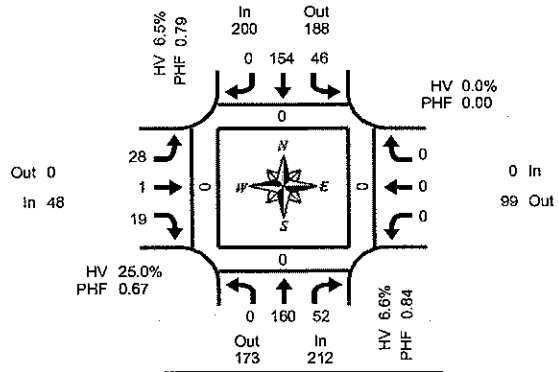 In Out
200 188
HV 6.5%
PHF 0.79
0 154 46
HV 0.0%
PHF 0.00
0
28
1
19
Out 0
In 48
0
N
W E
S
0
0
0
0
0 In
99 Out
HV 25.0%
PHF 0.67
0
0 160 52
HV 6.6%
PHF 0.84
Out In
173 212